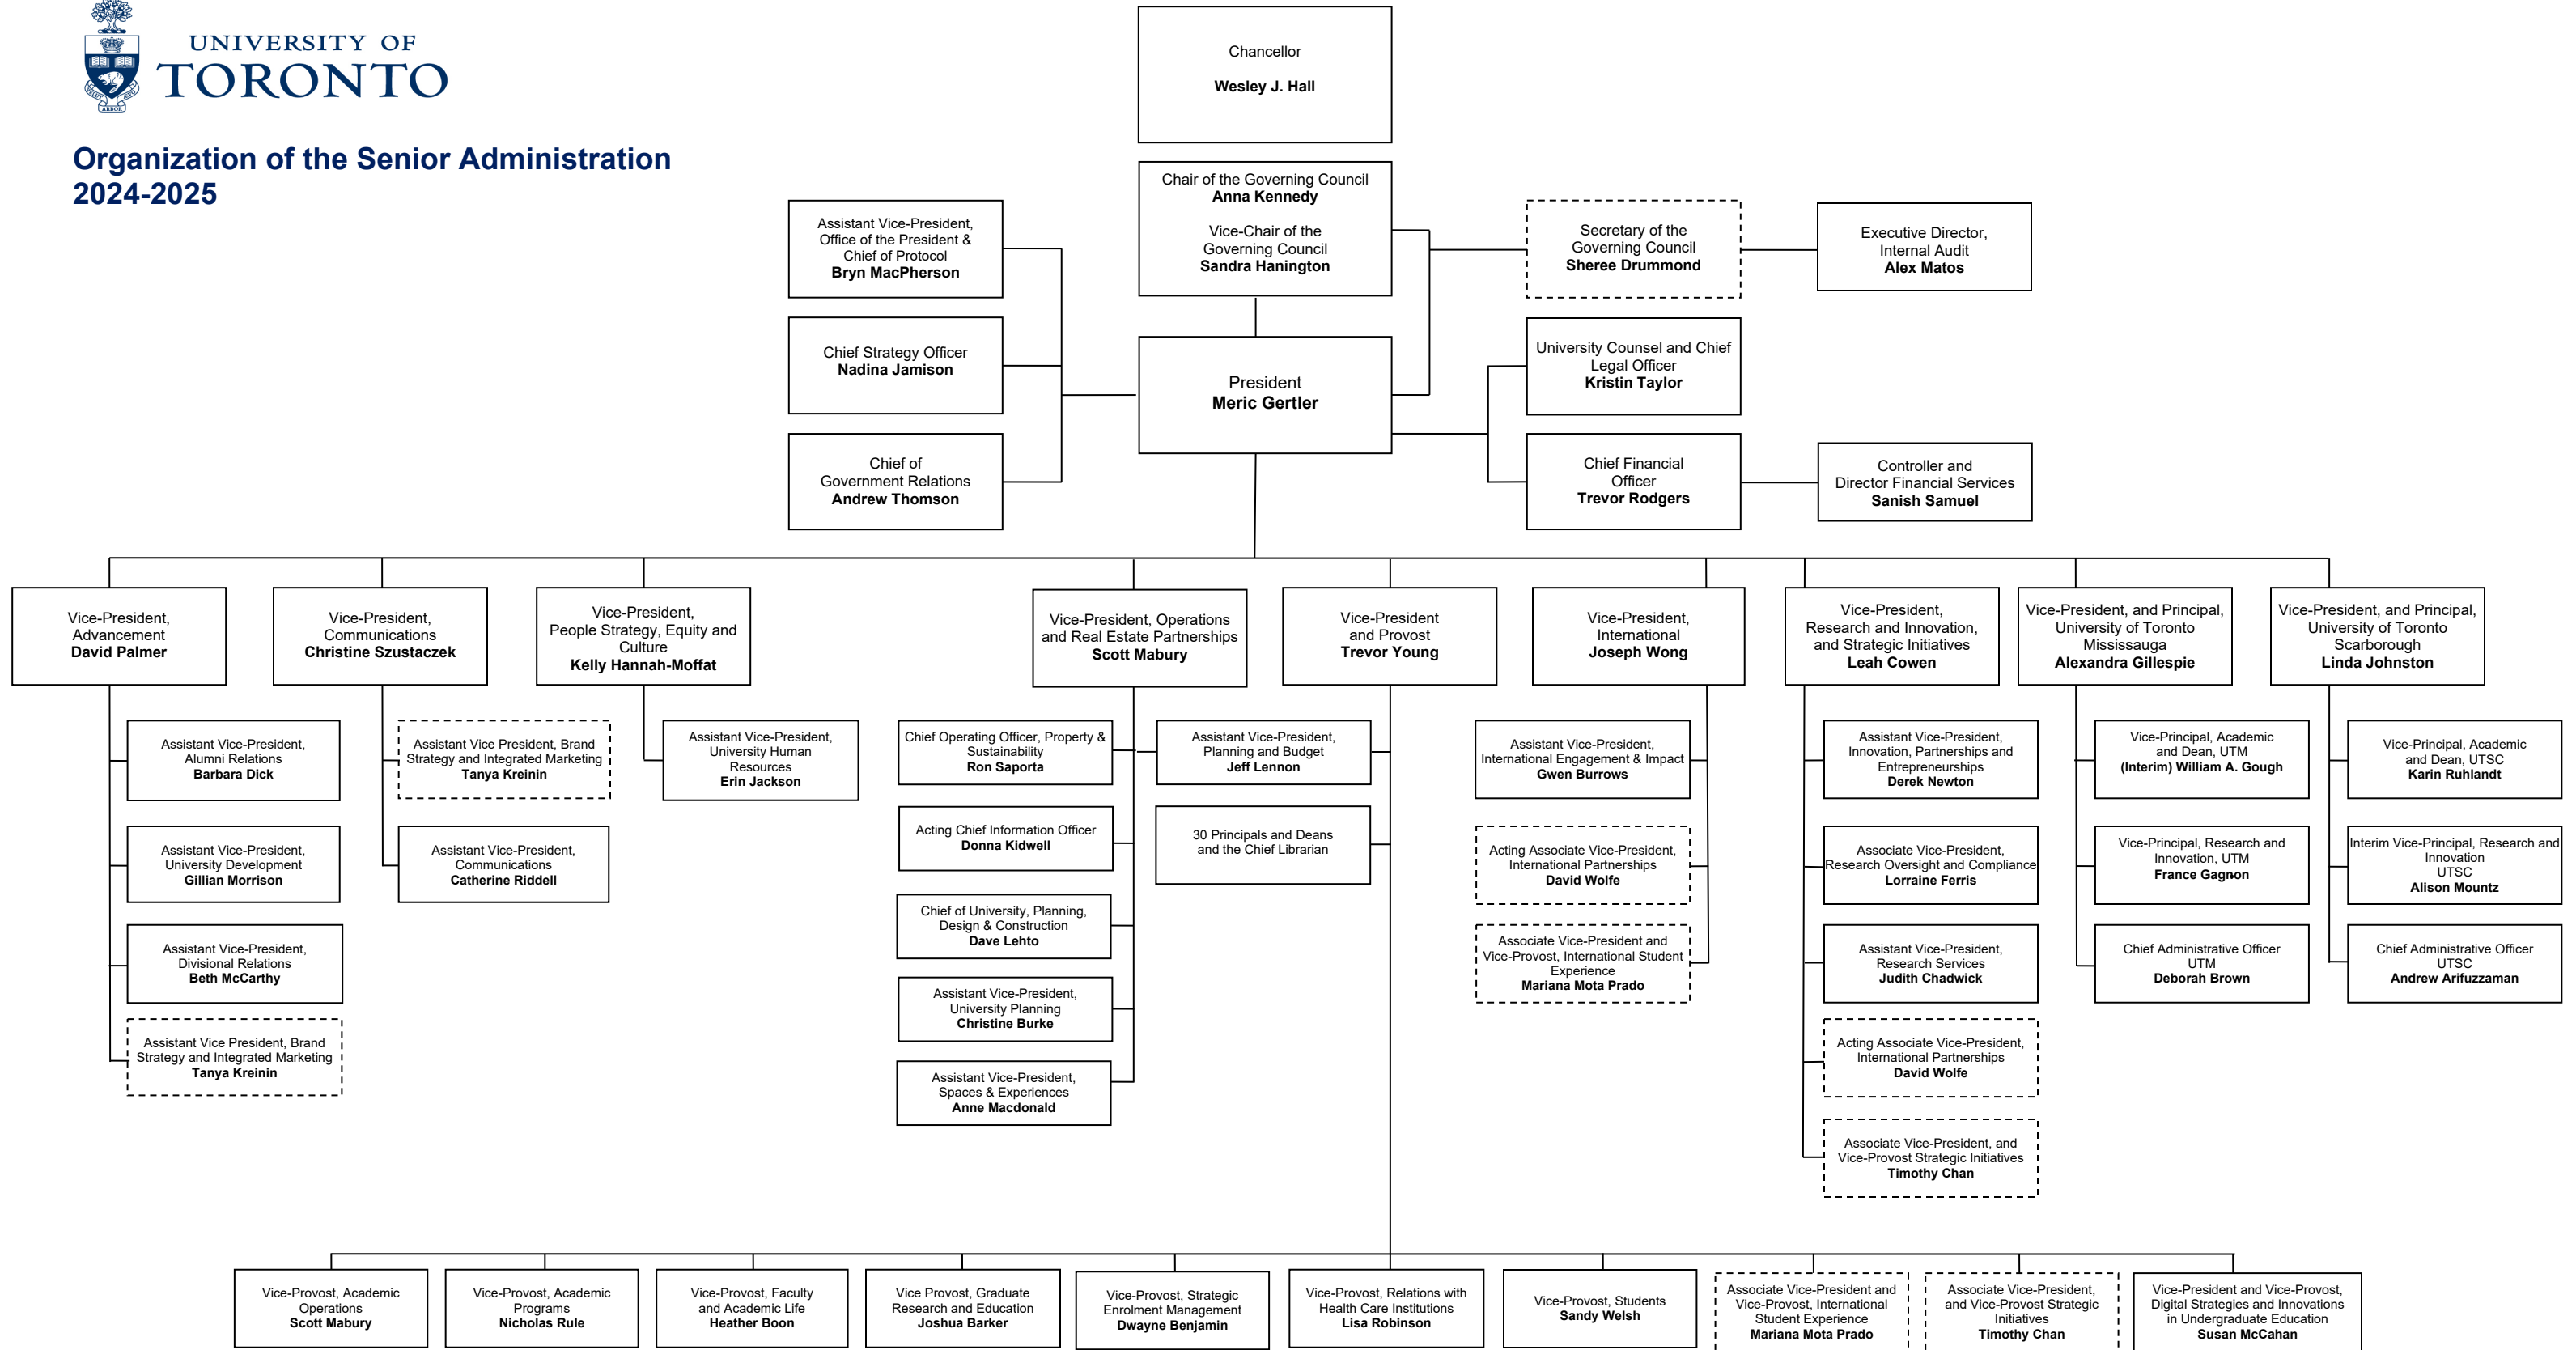 UNIVERSITY OF
TORONTO
VELUT
ÆVO
ARBOR
Organization of the Senior Administration
2024-2025
Chancellor
Wesley J. Hall
Chair of the Governing Council
Anna Kennedy
Vice-Chair of the
Governing Council
Sandra Hanington
Assistant Vice-President,
Office of the President &
Chief of Protocol
Bryn MacPherson
Secretary of the
Governing Council
Sheree Drummond
Executive Director,
Internal Audit
Alex Matos
Chief Strategy Officer
Nadina Jamison
President
Meric Gertler
University Counsel and Chief
Legal Officer
Kristin Taylor
Chief of
Government Relations
Andrew Thomson
Chief Financial
Officer
Trevor Rodgers
Controller and
Director Financial Services
Sanish Samuel
Vice-President,
Advancement
David Palmer
Vice-President,
Communications
Christine Szustaczek
Vice-President,
People Strategy, Equity and
Culture
Kelly Hannah-Moffat
Vice-President, Operations
and Real Estate Partnerships
Scott Mabury
Vice-President
and Provost
Trevor Young
Vice-President,
International
Joseph Wong
Vice-President,
Research and Innovation,
and Strategic Initiatives
Leah Cowen
Vice-President, and Principal,
University of Toronto
Mississauga
Alexandra Gillespie
Vice-President, and Principal,
University of Toronto
Scarborough
Linda Johnston
Assistant Vice-President,
Alumni Relations
Barbara Dick
Assistant Vice-President,
University Development
Gillian Morrison
Assistant Vice-President,
Divisional Relations
Beth McCarthy
Assistant Vice President, Brand
Strategy and Integrated Marketing
Tanya Kreinin
Assistant Vice President, Brand
Strategy and Integrated Marketing
Tanya Kreinin
Assistant Vice-President,
Communications
Catherine Riddell
Assistant Vice-President,
University Human
Resources
Erin Jackson
Chief Operating Officer, Property &
Sustainability
Ron Saporta
Acting Chief Information Officer
Donna Kidwell
Chief of University, Planning,
Design & Construction
Dave Lehto
Assistant Vice-President,
University Planning
Christine Burke
Assistant Vice-President,
Spaces & Experiences
Anne Macdonald
Assistant Vice-President,
Planning and Budget
Jeff Lennon
30 Principals and Deans
and the Chief Librarian
Assistant Vice-President,
International Engagement & Impact
Gwen Burrows
Acting Associate Vice-President,
International Partnerships
David Wolfe
Associate Vice-President and
Vice-Provost, International Student
Experience
Mariana Mota Prado
Assistant Vice-President,
Innovation, Partnerships and
Entrepreneurships
Derek Newton
Associate Vice-President,
Research Oversight and Compliance
Lorraine Ferris
Assistant Vice-President,
Research Services
Judith Chadwick
Acting Associate Vice-President,
International Partnerships
David Wolfe
Associate Vice-President, and
Vice-Provost Strategic Initiatives
Timothy Chan
Vice-Principal, Academic
and Dean, UTM
(Interim) William A. Gough
Vice-Principal, Research and
Innovation, UTM
France Gagnon
Chief Administrative Officer
UTM
Deborah Brown
Vice-Principal, Academic
and Dean, UTSC
Karin Ruhlandt
Interim Vice-Principal, Research and
Innovation
UTSC
Alison Mountz
Chief Administrative Officer
UTSC
Andrew Arifuzzaman
Vice-Provost, Academic
Operations
Scott Mabury
Vice-Provost, Academic
Programs
Nicholas Rule
Vice-Provost, Faculty
and Academic Life
Heather Boon
Vice Provost, Graduate
Research and Education
Joshua Barker
Vice-Provost, Strategic
Enrolment Management
Dwayne Benjamin
Vice-Provost, Relations with
Health Care Institutions
Lisa Robinson
Vice-Provost, Students
Sandy Welsh
Associate Vice-President and
Vice-Provost, International
Student Experience
Mariana Mota Prado
Associate Vice-President,
and Vice-Provost Strategic
Initiatives
Timothy Chan
Vice-President and Vice-Provost,
Digital Strategies and Innovations
in Undergraduate Education
Susan McCahan